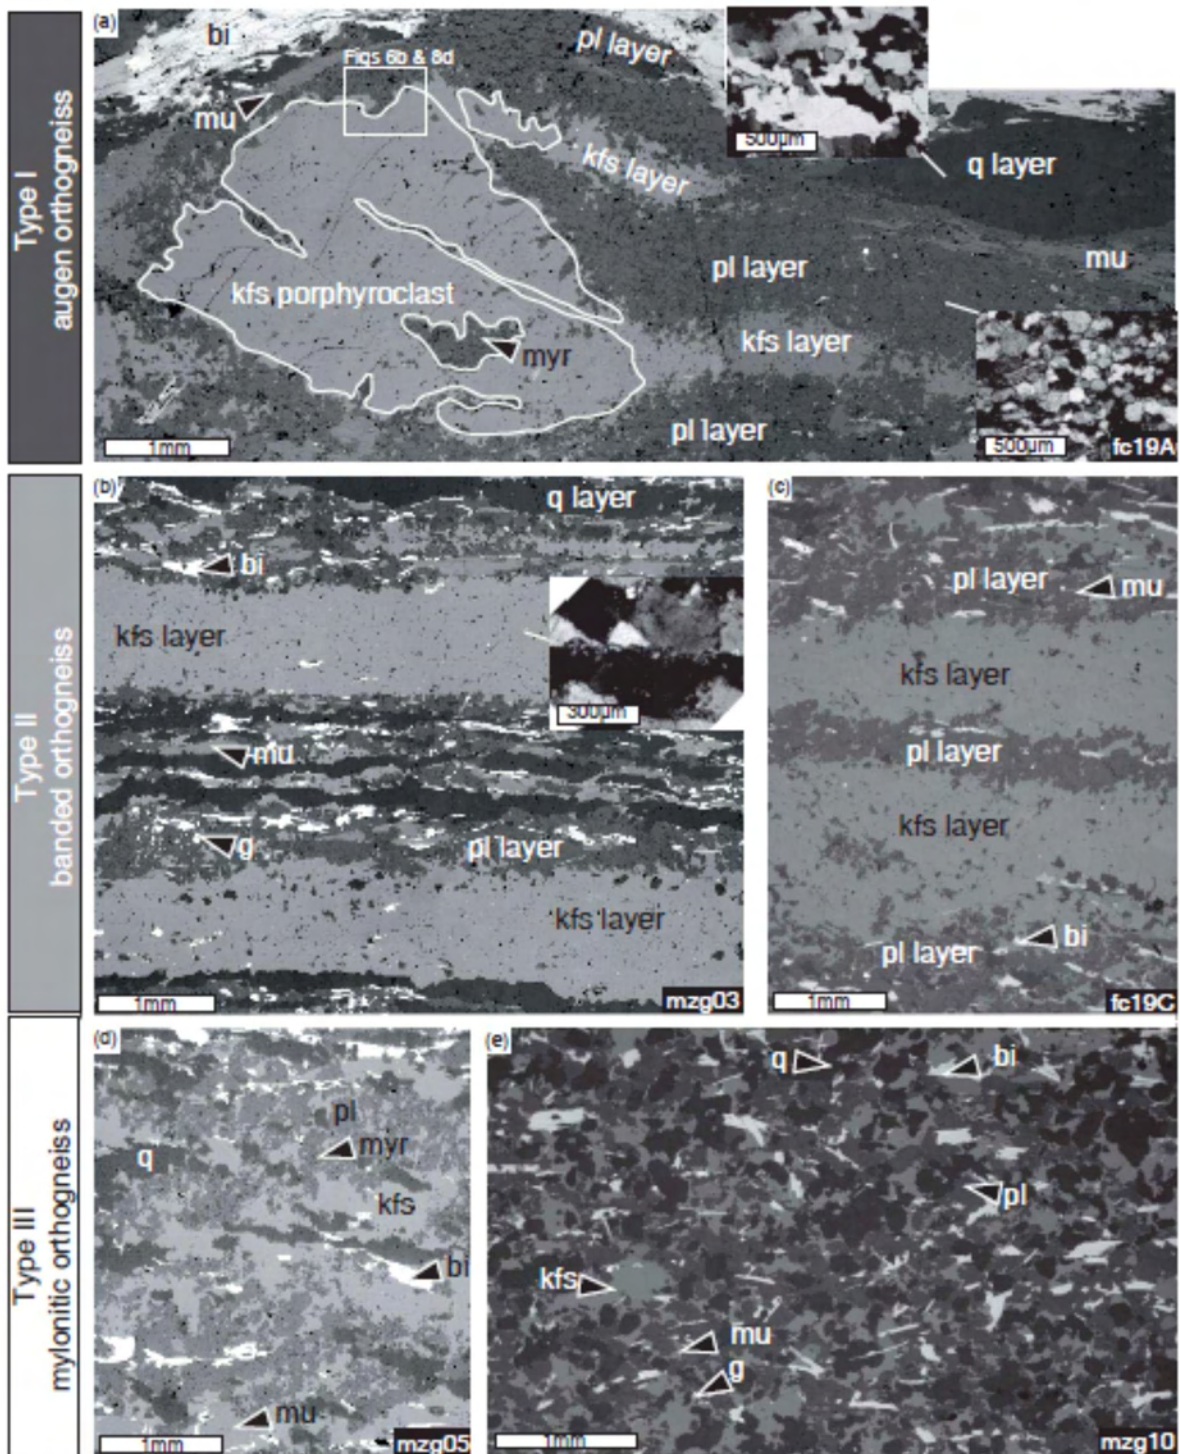 Type I
augen orthogneiss
(a)
bi
Figs 6b & 8d
pl layer
mu
500µm
kfs layer
q layer
pl layer
mu
kfs porphyroclast
kfs layer
myr
pl layer
1mm
500µm
fc19A
Type II
banded orthogneiss
(b)
q layer
bi
kfs layer
300µm
mu
g
pl layer
kfs layer
1mm
mzg03
(c)
pl layer
mu
kfs layer
pl layer
kfs layer
bi
pl layer
1mm
fc19C
Type III
mylonitic orthogneiss
(d)
pl
myr
q
kfs
bi
mu
1mm
mzg05
(e)
q
bi
pl
kfs
mu
g
1mm
mzg10